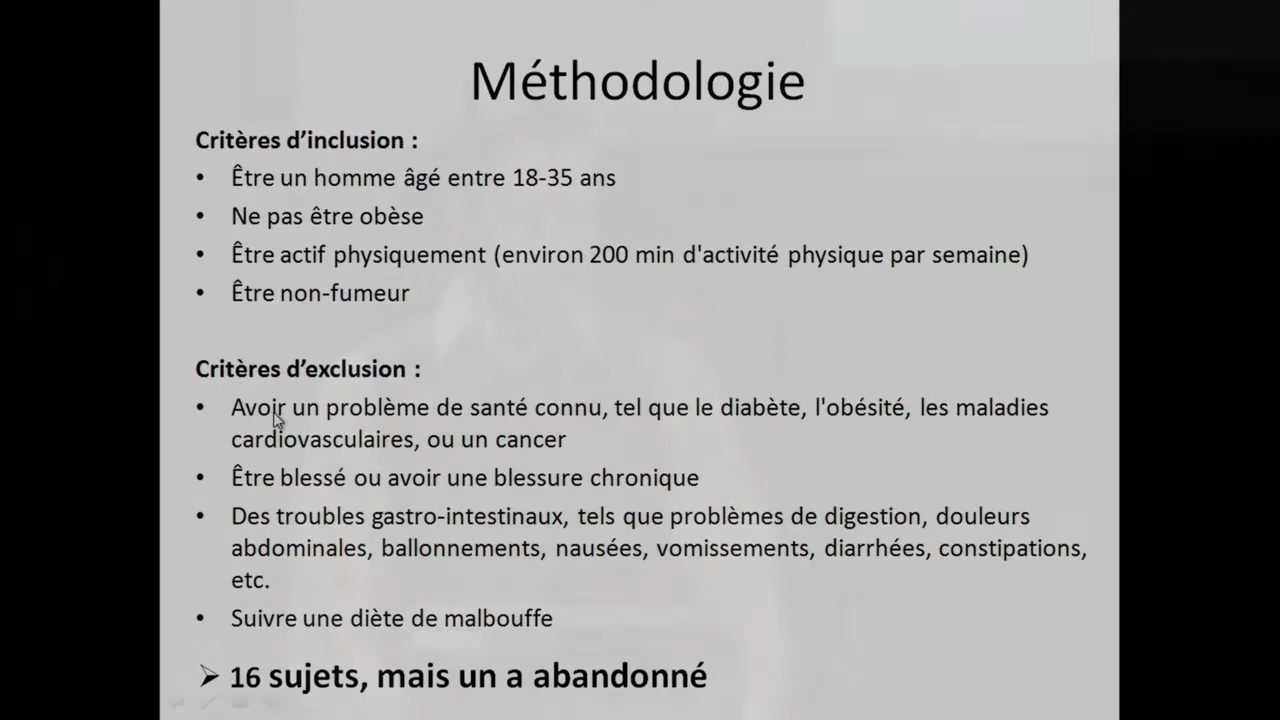 Méthodologie
Critères d’inclusion :
• Être un homme âgé entre 18-35 ans
• Ne pas être obèse
• Être actif physiquement (environ 200 min d'activité physique par semaine)
• Être non-fumeur
Critères d’exclusion :
• Avoir un problème de santé connu, tel que le diabète, l'obésité, les maladies
cardiovasculaires, ou un cancer
• Être blessé ou avoir une blessure chronique
• Des troubles gastro-intestinaux, tels que problèmes de digestion, douleurs
abdominales, ballonnements, nausées, vomissements, diarrhées, constipations,
etc.
• Suivre une diète de malbouffe
➢ 16 sujets, mais un a abandonné